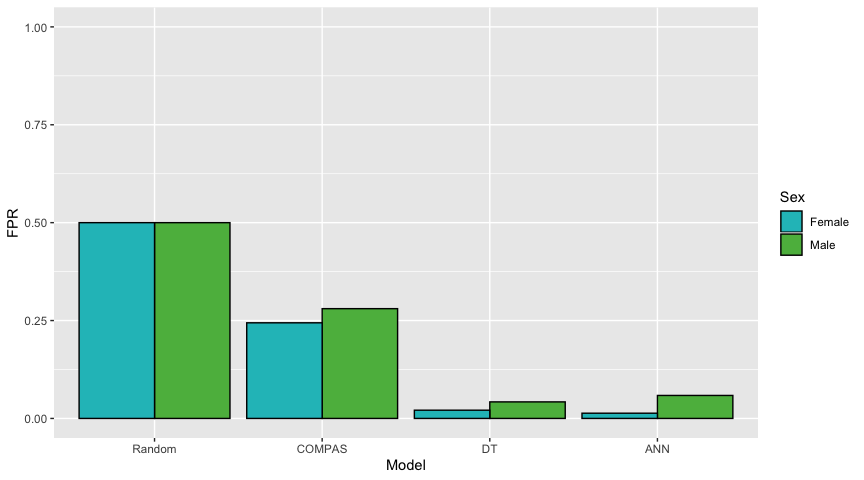 1.00
0.75
0.50
0.25
0.00
FPR
Random COMPAS DT ANN
Model
Sex
Female
Male